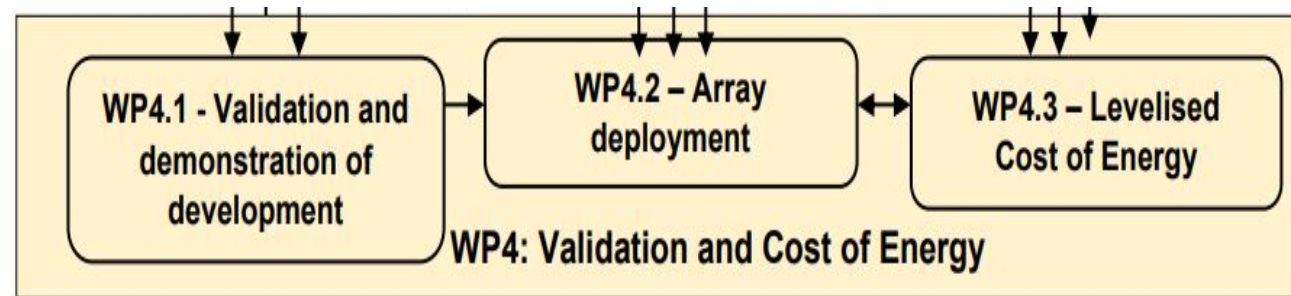 WP4.1 - Validation and
demonstration of
development
WP4.2 – Array
deployment
WP4.3 – Levelised
Cost of Energy
WP4: Validation and Cost of Energy